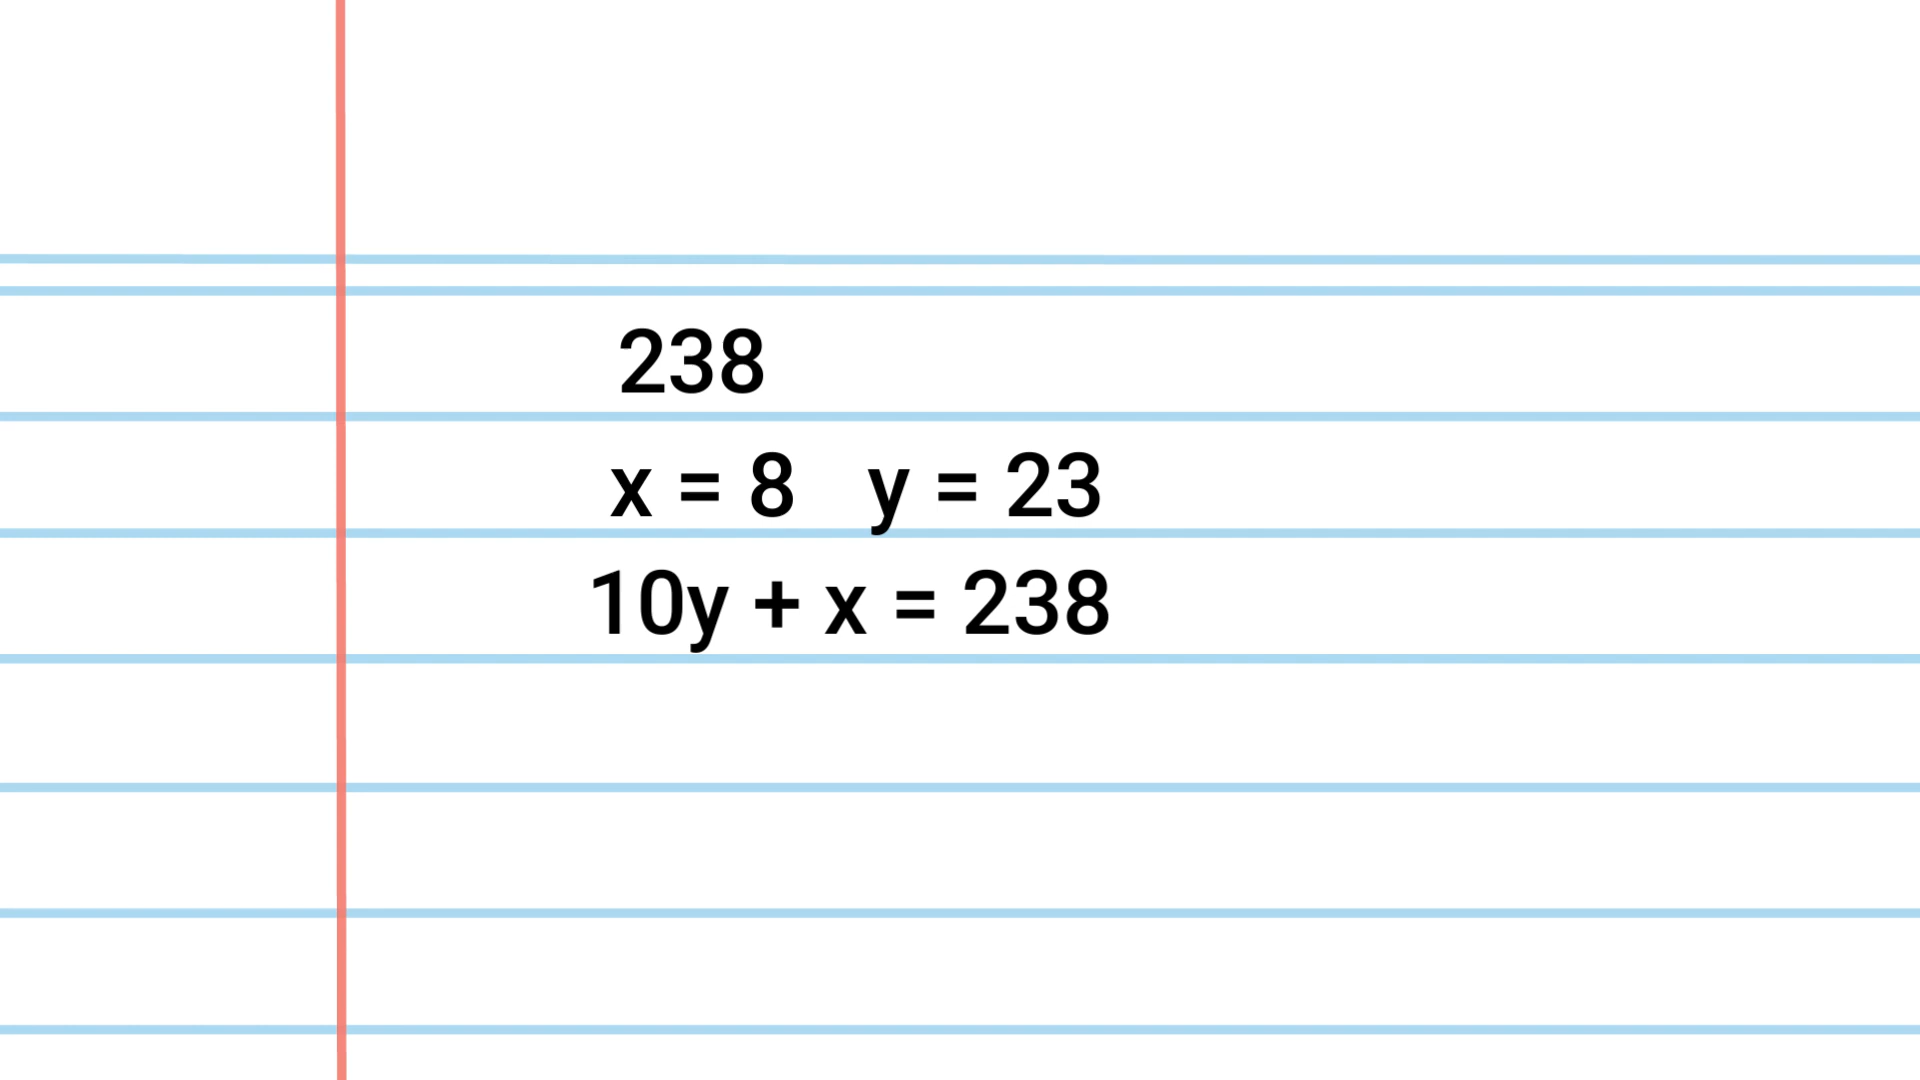 238
x = 8 y = 23
10y + x = 238